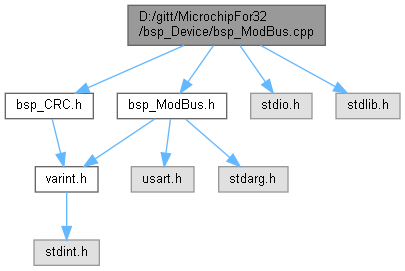 D:/gitt/MicrochipFor32
/bsp_Device/bsp_ModBus.cpp
bsp_CRC.h
bsp_ModBus.h
stdio.h
stdlib.h
varint.h
usart.h
stdarg.h
stdint.h